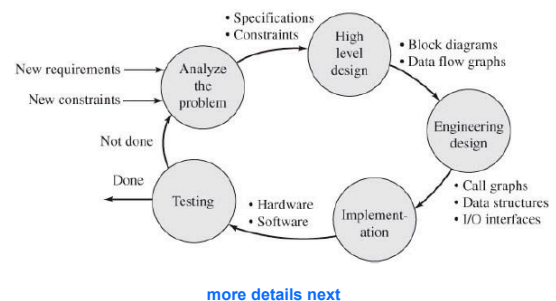 • Specifications
• Constraints
High
level
design
• Block diagrams
• Data flow graphs
New requirements
New constraints
Analyze
the
problem
Engineering
design
Not done
Done
Testing
• Hardware
• Software
Implement-
ation
• Call graphs
• Data structures
• I/O interfaces
more details next